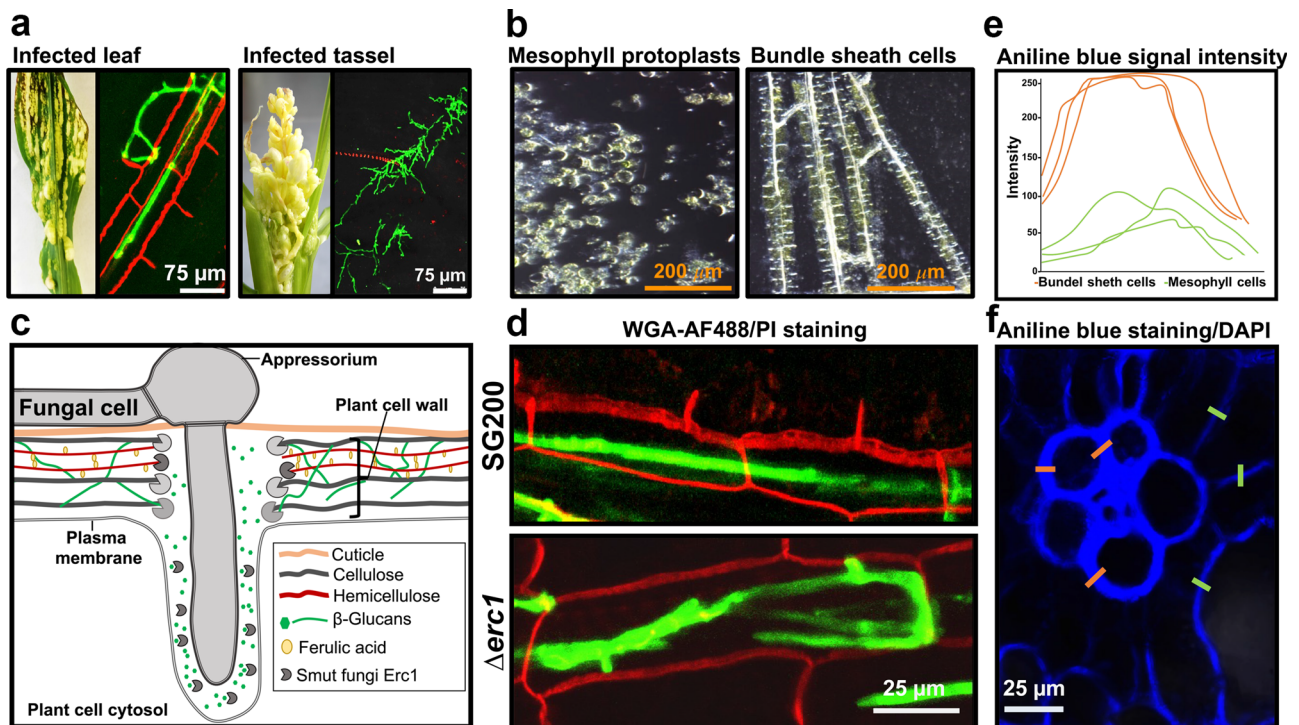 a
Infected leaf
Infected tassel
75 µm
75 µm
b
Mesophyll protoplasts
Bundle sheath cells
200 µm
200 µm
e
Aniline blue signal intensity
250
200
150
100
50
0
Intensity
-Bundel sheth cells
-Mesophyll cells
c
Appressorium
Fungal cell
Plant cell wall
Plasma
membrane
Cuticle
Cellulose
Hemicellulose
β-Glucans
Ferulic acid
Smut fungi Erc1
Plant cell cytosol
d
WGA-AF488/PI staining
SG200
Δerc1
25 µm
f
Aniline blue staining/DAPI
25 µm